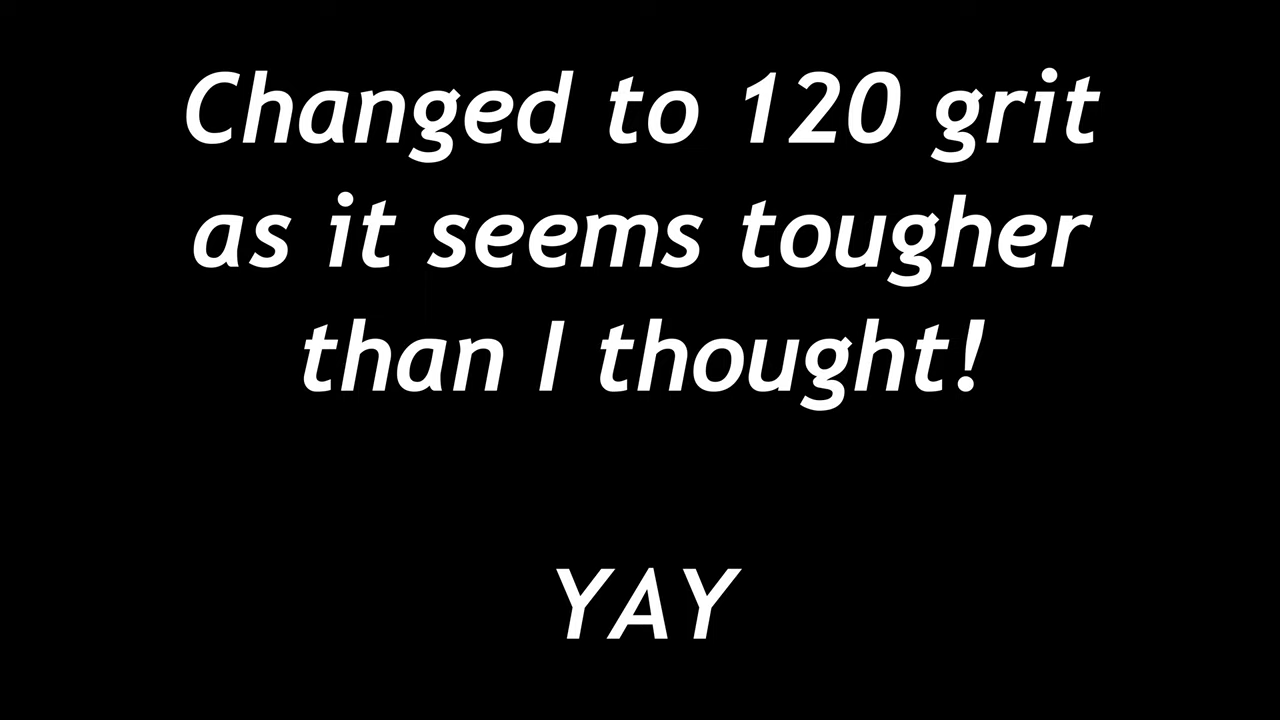 Changed to 120 grit
as it seems tougher
than I thought!
YAY